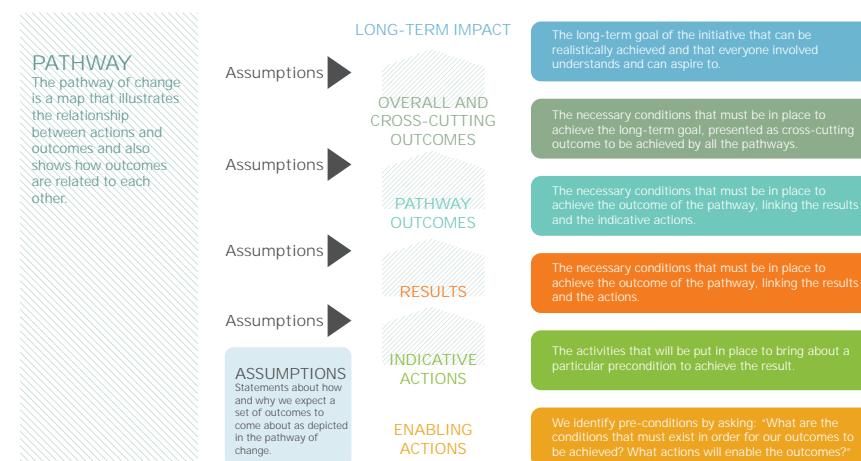 PATHWAY
The pathway of change
is a map that illustrates
the relationship
between actions and
outcomes and also
shows how outcomes
are related to each
other.
Assumptions
Assumptions
Assumptions
Assumptions
ASSUMPTIONS
Statements about how
and why we expect a
set of outcomes to
come about as depicted
in the pathway of
change.
LONG-TERM IMPACT
OVERALL AND
CROSS-CUTTING
OUTCOMES
PATHWAY
OUTCOMES
RESULTS
INDICATIVE
ACTIONS
ENABLING
ACTIONS
The long-term goal of the initiative that can be
realistically achieved and that everyone involved
understands and can aspire to.
The necessary conditions that must be in place to
achieve the long-term goal, presented as cross-cutting
outcome to be achieved by all the pathways.
The necessary conditions that must be in place to
achieve the outcome of the pathway, linking the results
and the indicative actions.
The necessary conditions that must be in place to
achieve the outcome of the pathway, linking the results
and the actions.
The activities that will be put in place to bring about a
particular precondition to achieve the result.
We identify pre-conditions by asking: "What are the
conditions that must exist in order for our outcomes to
be achieved? What actions will enable the outcomes?"